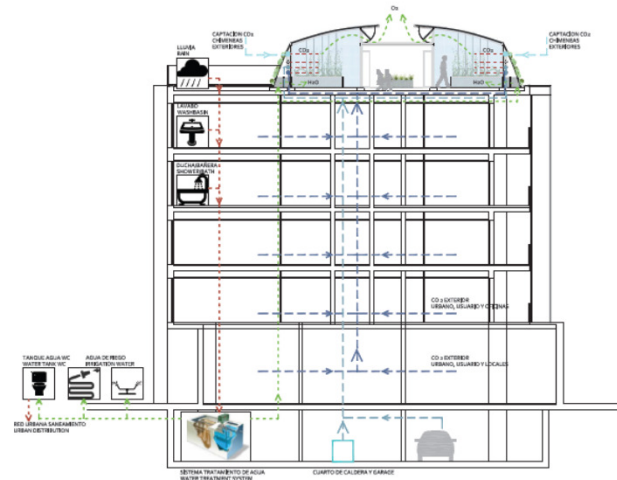 O₂
CAPTACIÓN CO₂
CHIMENEAS
EXTERIORES
CAPTACIÓN CO₂
CHIMENEAS
EXTERIORES
LLUVIA
RAIN
CO₂
CO₂
H₂O
H₂O
LAVABO
WASHBASIN
DUCHA/BAÑERA
SHOWER/BATH
CO₂ EXTERIOR
URBANO, USUARIO Y OFICINAS
CO₂ EXTERIOR
URBANO, USUARIO Y LOCALES
TANQUE AGUA WC
WATER TANK WC
AGUA DE RIEGO
IRRIGATION WATER
RED URBANA SANEAMIENTO
URBAN DISTRIBUTION
SISTEMA TRATAMIENTO DE AGUA
WATER TREATMENT SYSTEM
CUARTO DE CALDERA Y GARAGE